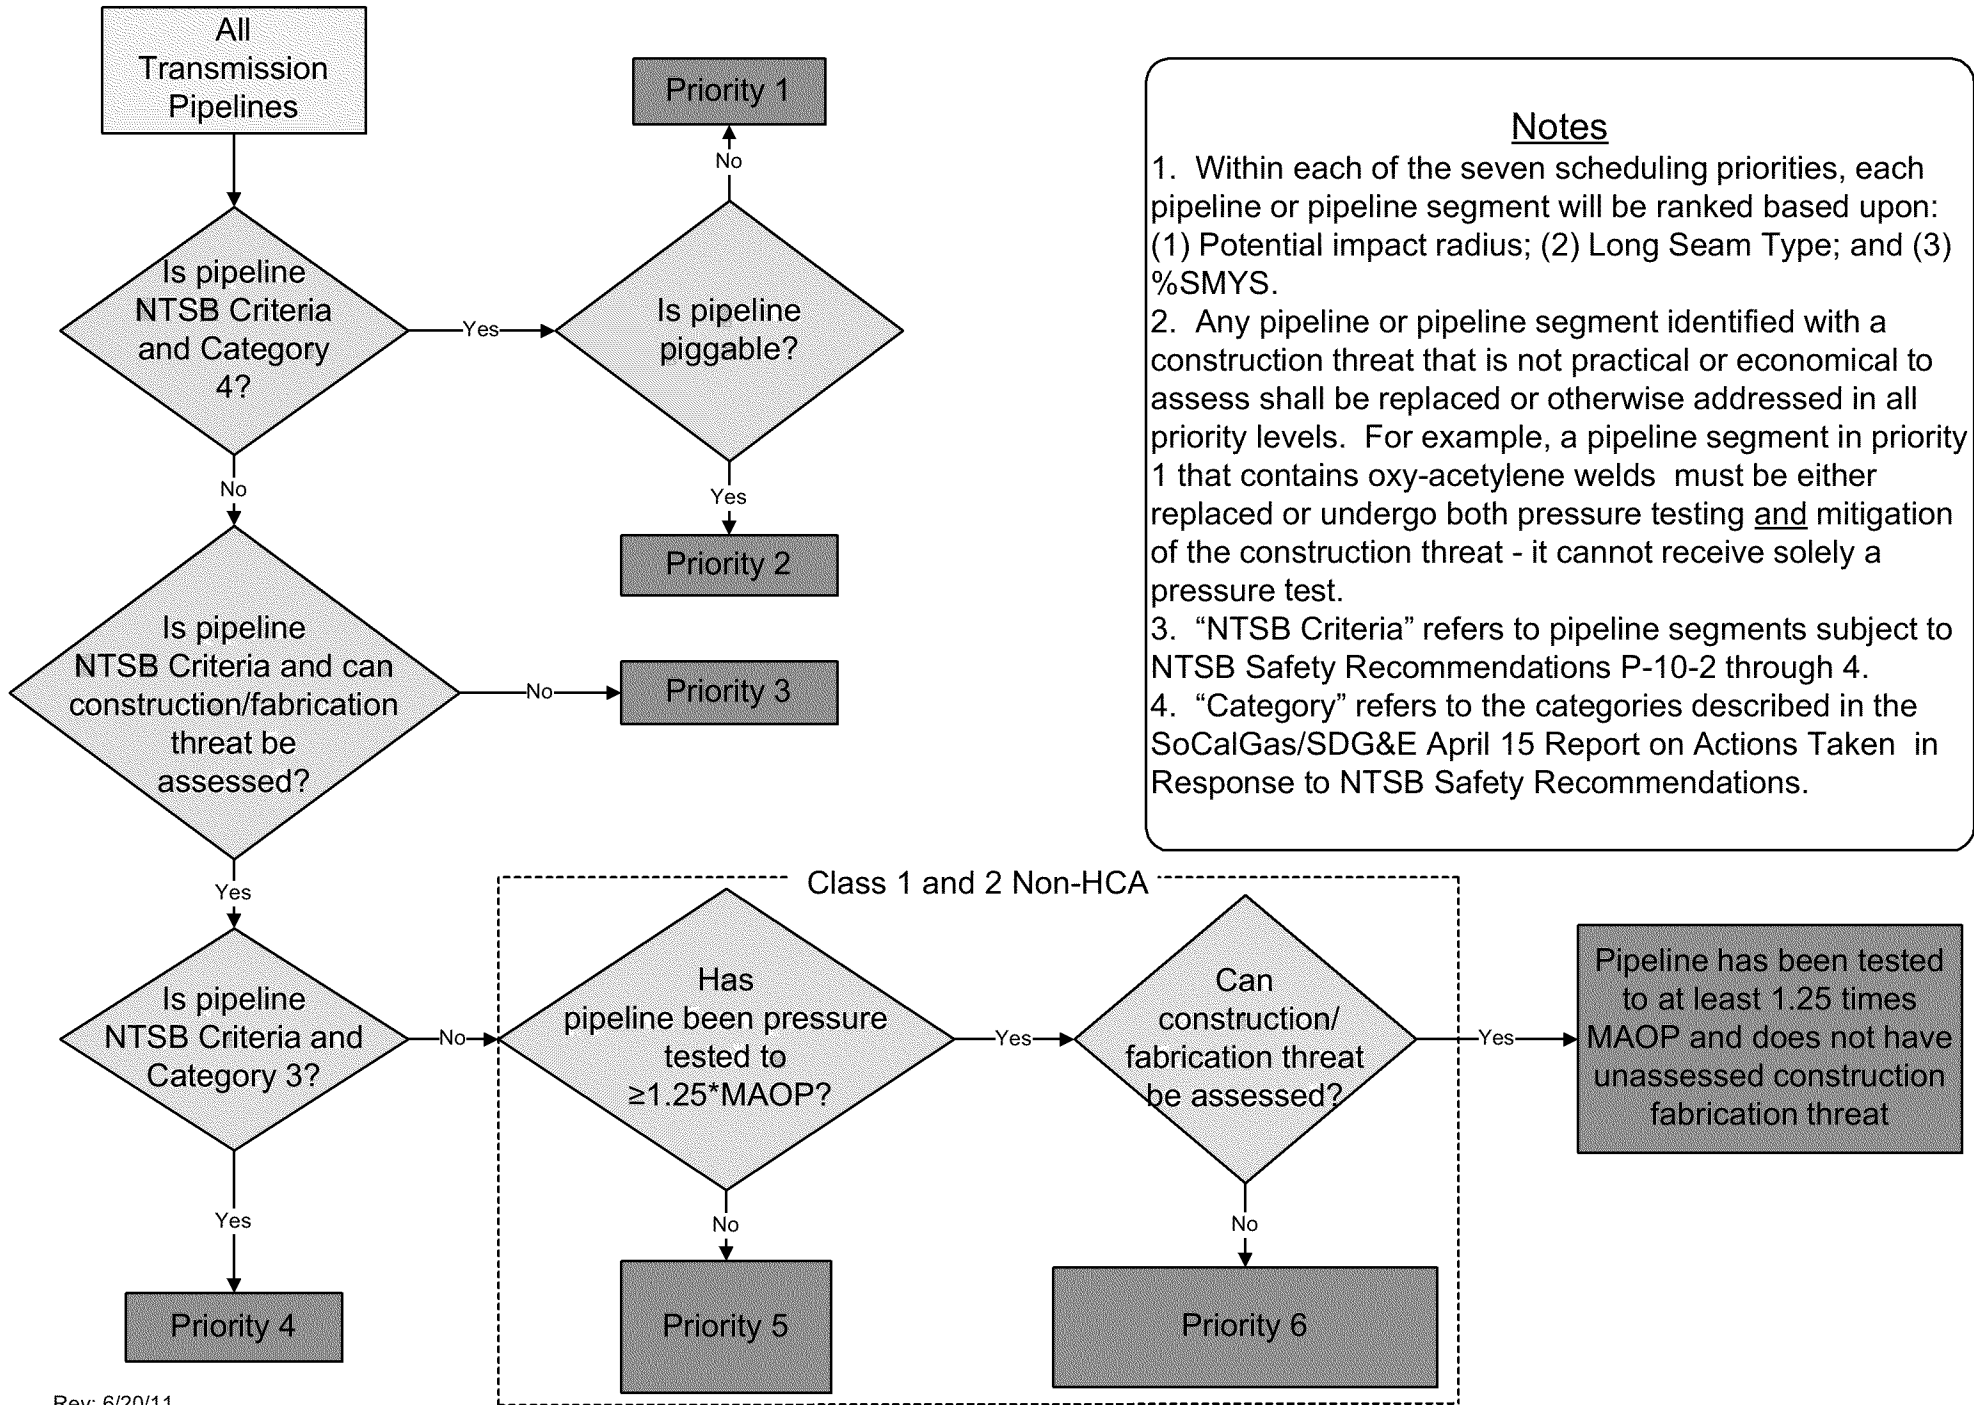 All
Transmission
Pipelines
Priority 1
No
Is pipeline
NTSB Criteria
and Category
4?
Yes
Is pipeline
piggable?
Yes
Priority 2
No
Is pipeline
NTSB Criteria and can
construction/fabrication
threat be
assessed?
No
Priority 3
Yes
Is pipeline
NTSB Criteria and
Category 3?
No
Yes
Priority 4
Class 1 and 2 Non-HCA
Has
pipeline been pressure
tested to
≥1.25*MAOP?
No
Priority 5
Yes
Can
construction/
fabrication threat
be assessed?
No
Priority 6
Yes
Pipeline has been tested
to at least 1.25 times
MAOP and does not have
unassessed construction
fabrication threat
Notes
1. Within each of the seven scheduling priorities, each
pipeline or pipeline segment will be ranked based upon:
(1) Potential impact radius; (2) Long Seam Type; and (3)
%SMYS.
2. Any pipeline or pipeline segment identified with a
construction threat that is not practical or economical to
assess shall be replaced or otherwise addressed in all
priority levels. For example, a pipeline segment in priority
1 that contains oxy-acetylene welds must be either
replaced or undergo both pressure testing and mitigation
of the construction threat - it cannot receive solely a
pressure test.
3. “NTSB Criteria” refers to pipeline segments subject to
NTSB Safety Recommendations P-10-2 through 4.
4. “Category” refers to the categories described in the
SoCalGas/SDG&E April 15 Report on Actions Taken in
Response to NTSB Safety Recommendations.
Rev: 6/20/11